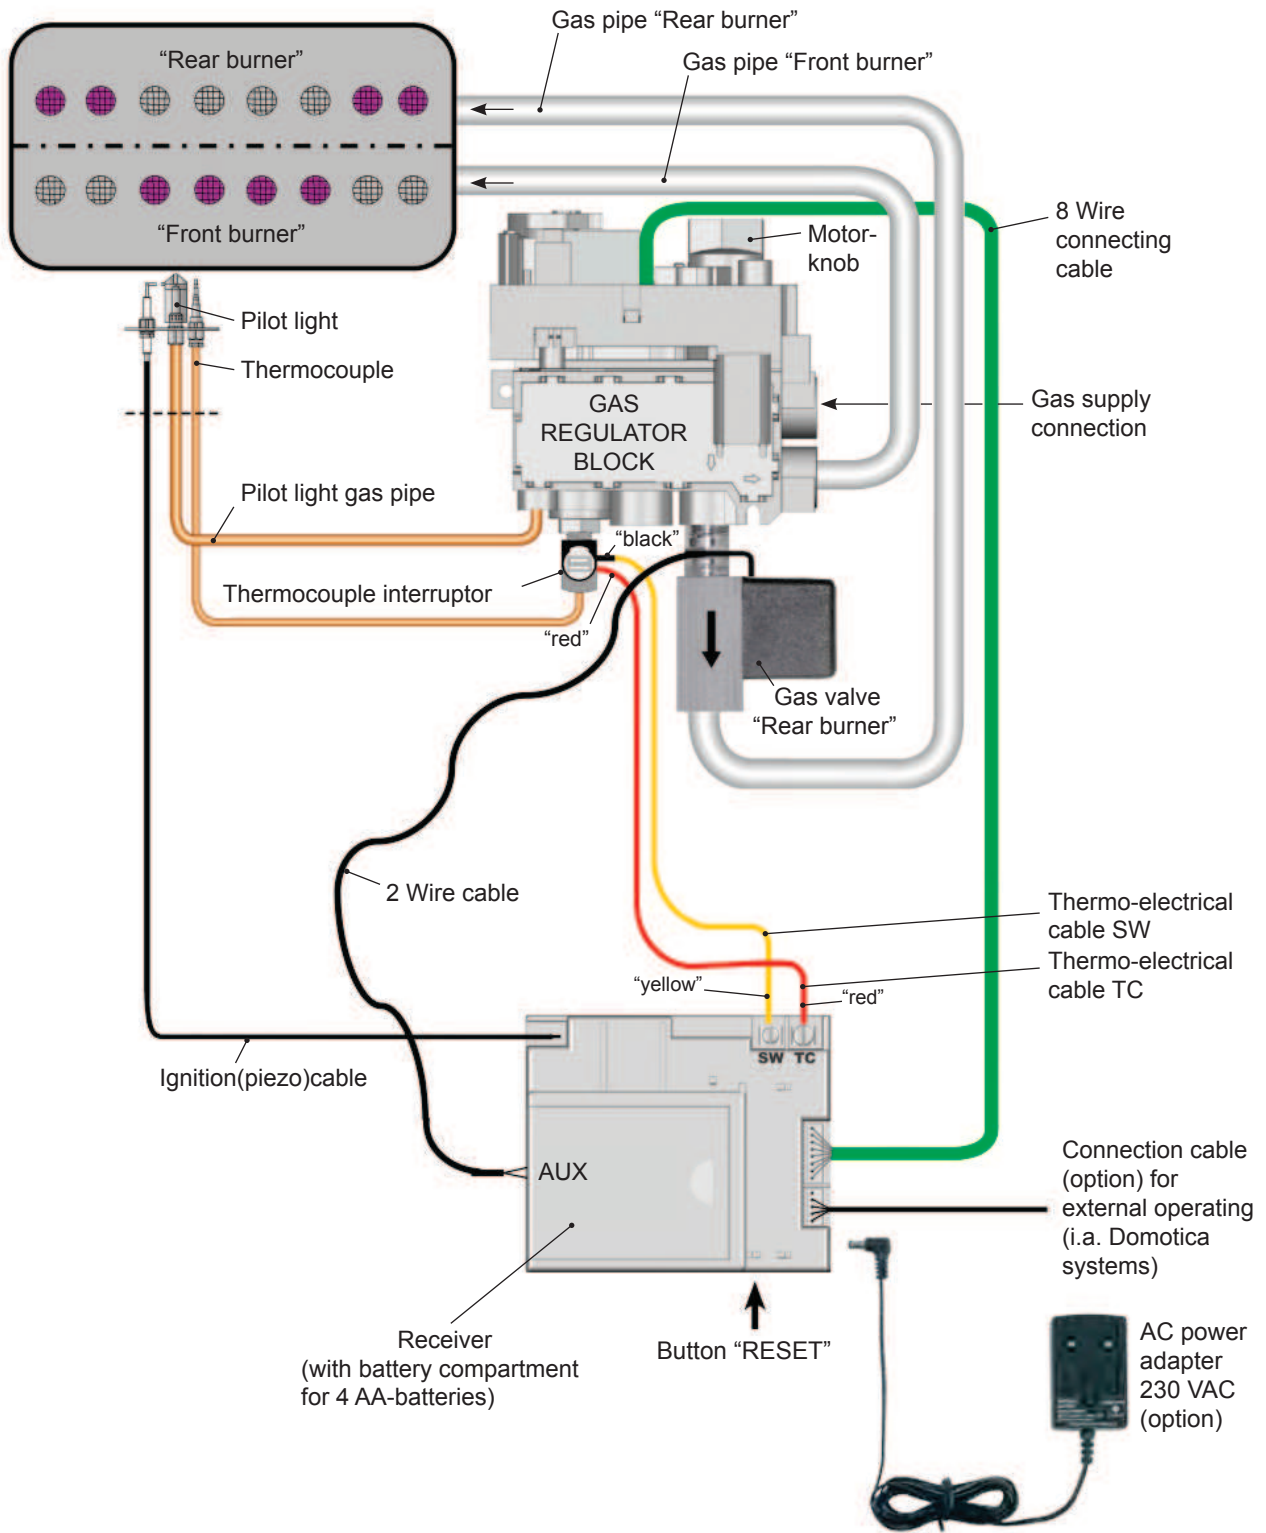 Gas pipe “Rear burner”
Gas pipe “Front burner”
“Rear burner”
“Front burner”
8 Wire
connecting
cable
Motor-
knob
Pilot light
Thermocouple
GAS
REGULATOR
BLOCK
Gas supply
connection
Pilot light gas pipe
“black”
Thermocouple interruptor
“red”
Gas valve
“Rear burner”
2 Wire cable
Thermo-electrical
cable SW
Thermo-electrical
cable TC
“yellow”
“red”
SW TC
Ignition(piezo)cable
AUX
Connection cable
(option) for
external operating
(i.a. Domotica
systems)
Receiver
(with battery compartment
for 4 AA-batteries)
Button “RESET”
AC power
adapter
230 VAC
(option)